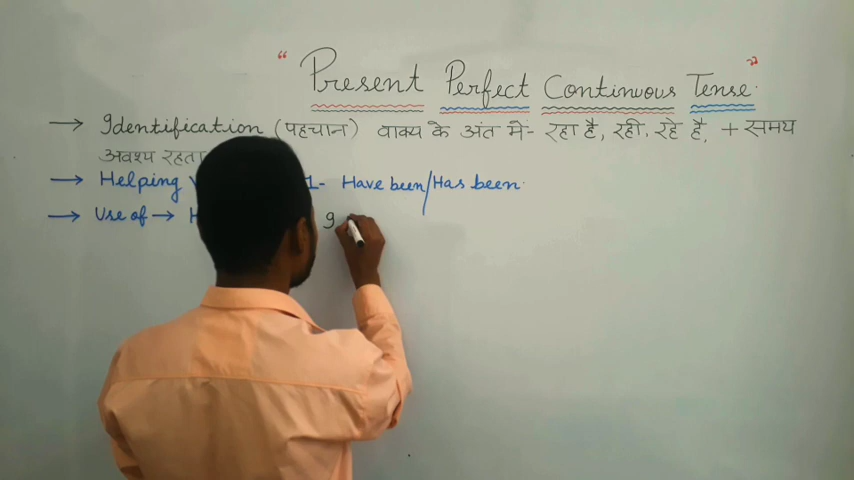 " Present Perfect Continuous Tense "
→ Identification (पहचान) वाक्य के अंत में- रहा है, रही, रहे है, + समय
अवश्य रहता
→ Helping 1- Have been/Has been.
→ Use of →